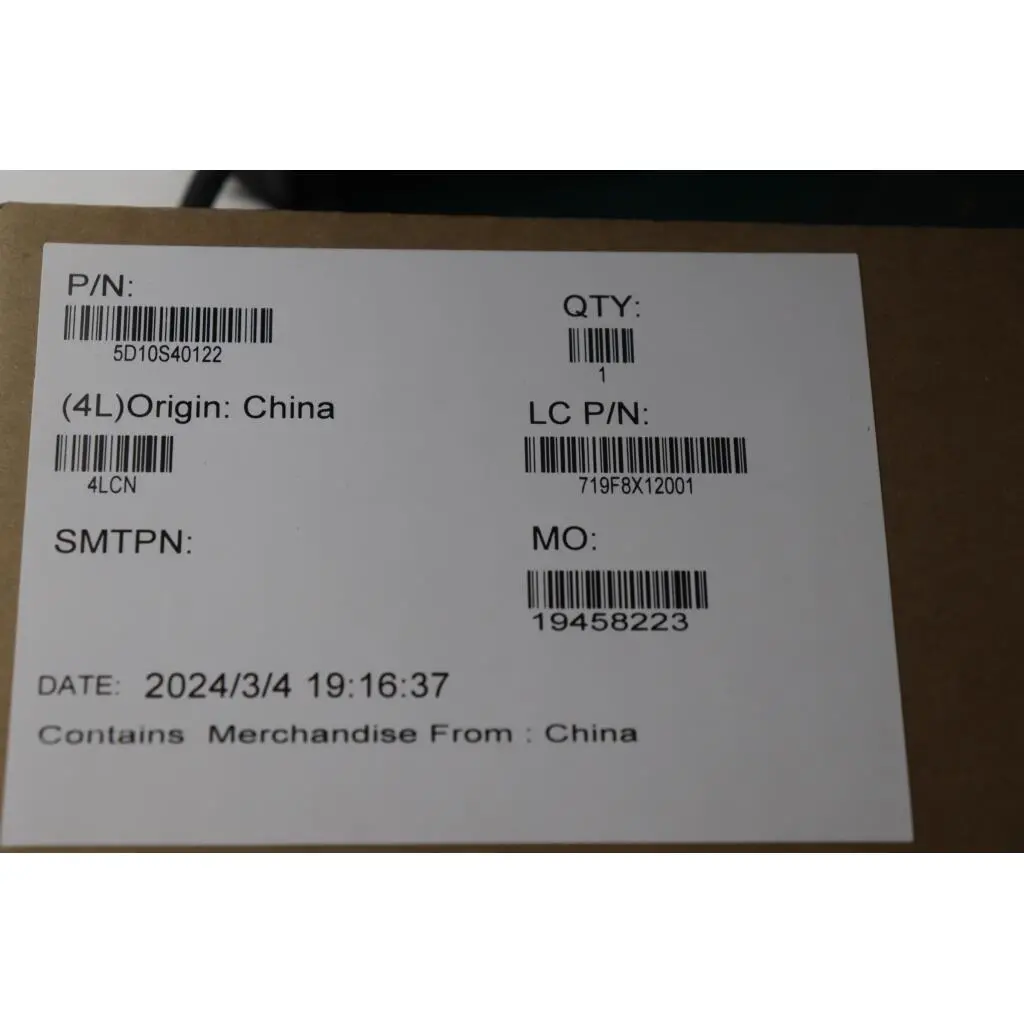 P/N:
5D10S40122
QTY:
1
(4L)Origin: China
4LCN
LC P/N:
719F8X12001
SMTPN:
MO:
19458223
DATE: 2024/3/4 19:16:37
Contains Merchandise From : China